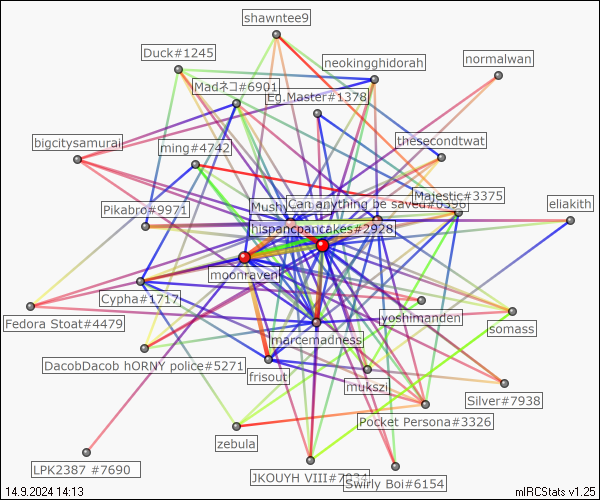 shawntee9
Duck#1245
neokingghidorah
normalwan
Madネコ#6901
Eg.Master#1378
bigcitysamurai
ming#4742
thesecondtwat
Majestic#3375
Can anything be saved#6398
eliakith
Pikabro#9971
hispancpancakes#2928
moonraven
Cypha#1717
yoshimanden
Fedora Stoat#4479
marcemadness
somass
DacobDacob hORNY police#5271
frisout
mukszi
Silver#7938
Pocket Persona#3326
zebula
LPK2387 #7690
JKOUYH VIII#7034
Swirly Boi#6154
14.9.2024 14:13
mIRCStats v1.25